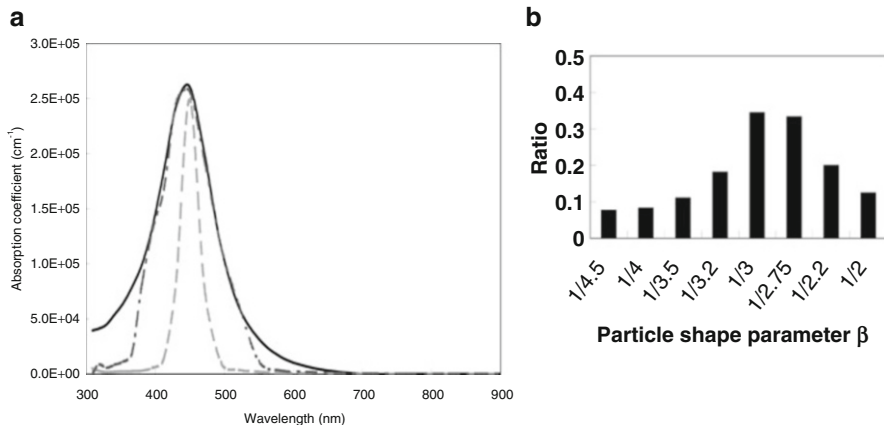 a
3.0E+05
2.5E+05
2.0E+05
1.5E+05
1.0E+05
5.0E+04
0.0E+00
Absorption coefficient (cm-1)
300 400 500 600 700 800 900
Wavelength (nm)
b
0.5
0.4
0.3
0.2
0.1
0
Ratio
1/4.5 1/4 1/3.5 1/3.2 1/3 1/2.75 1/2.2 1/2
Particle shape parameter β